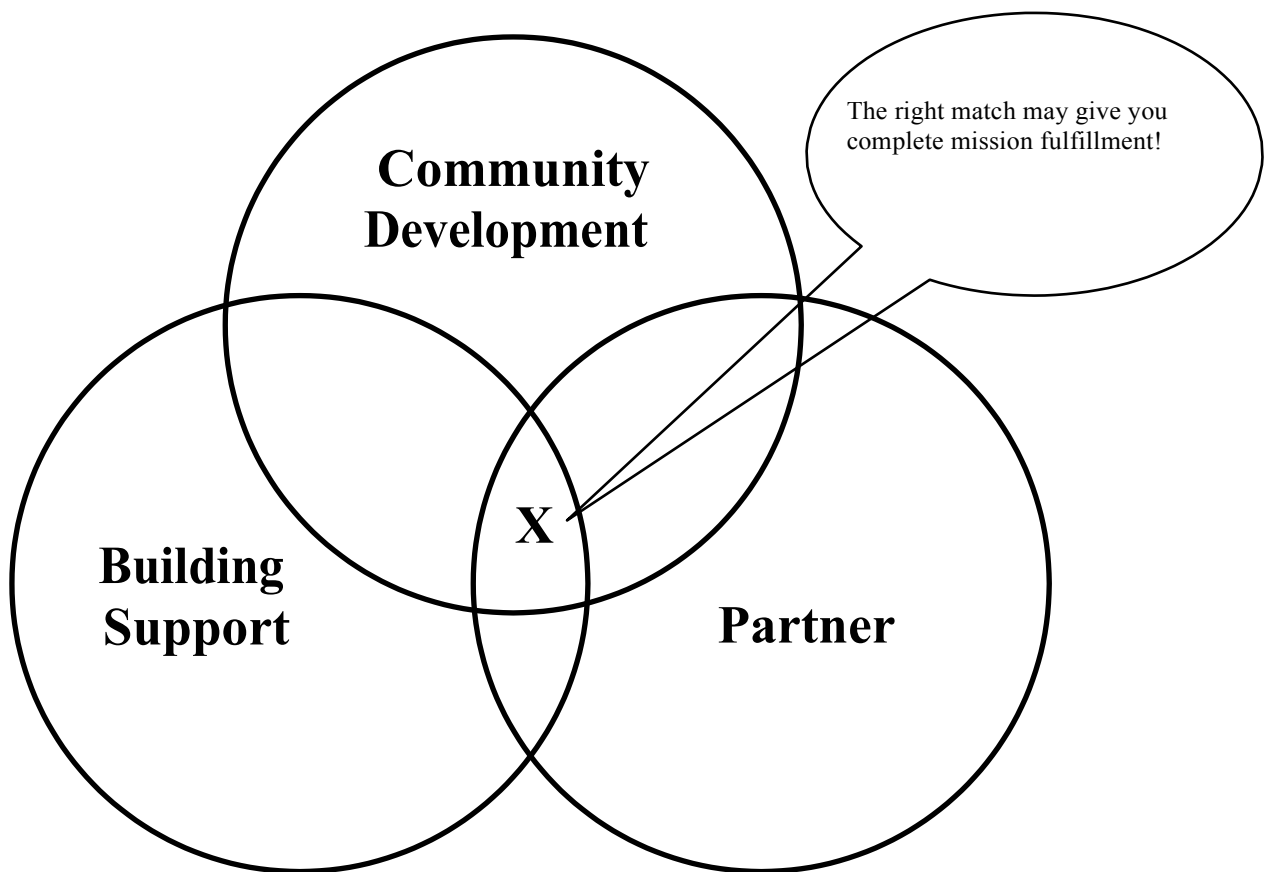 The right match may give you
complete mission fulfillment!
Community
Development
X
Building
Support
Partner